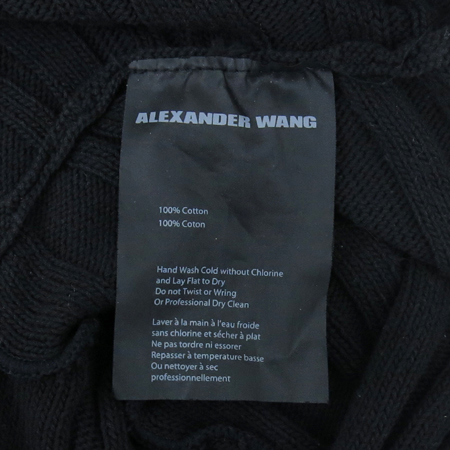 ALEXANDER WANG
100% Cotton
100% Coton
Hand Wash Cold without Chlorine
and Lay Flat to Dry
Do not Twist or Wring
Or Professional Dry Clean
Laver à la main à l'eau froide
sans chlorine et sécher à plat
Ne pas tordre ni essorer
Repasser à temperature basse
Ou nettoyer à sec
professionnellement